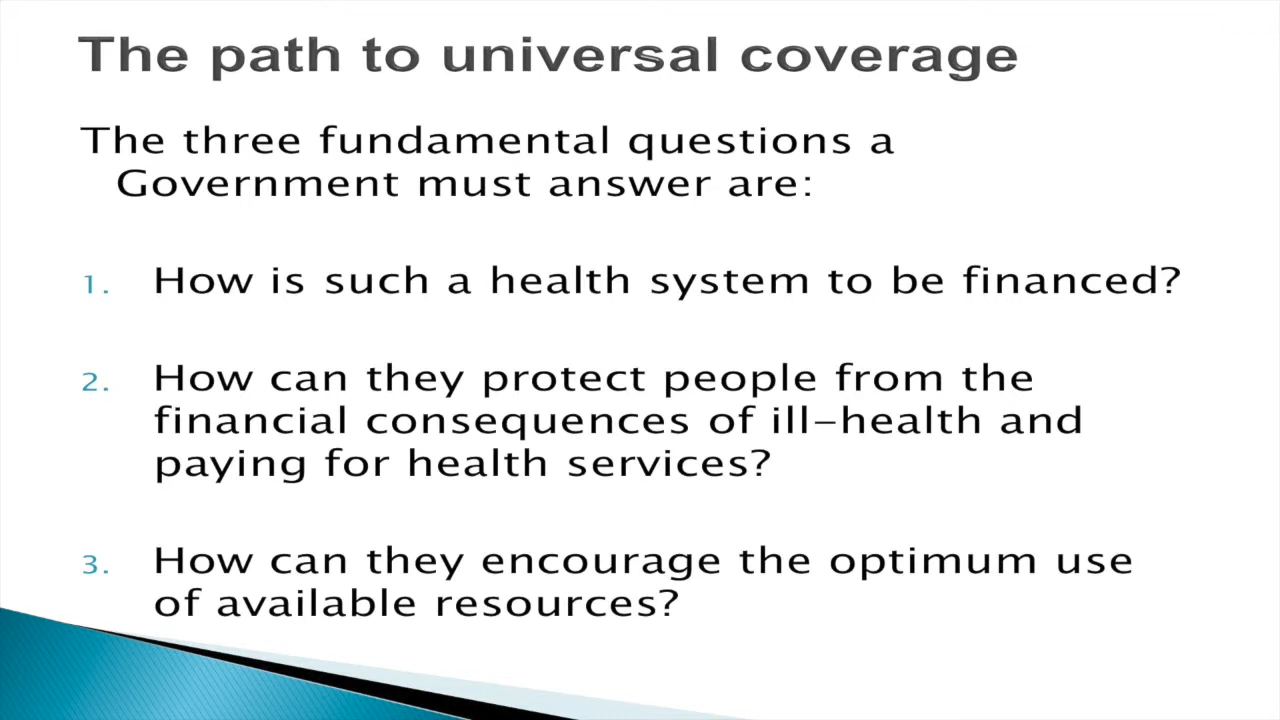 The path to universal coverage
The three fundamental questions a
Government must answer are:
1. How is such a health system to be financed?
2. How can they protect people from the
financial consequences of ill-health and
paying for health services?
3. How can they encourage the optimum use
of available resources?